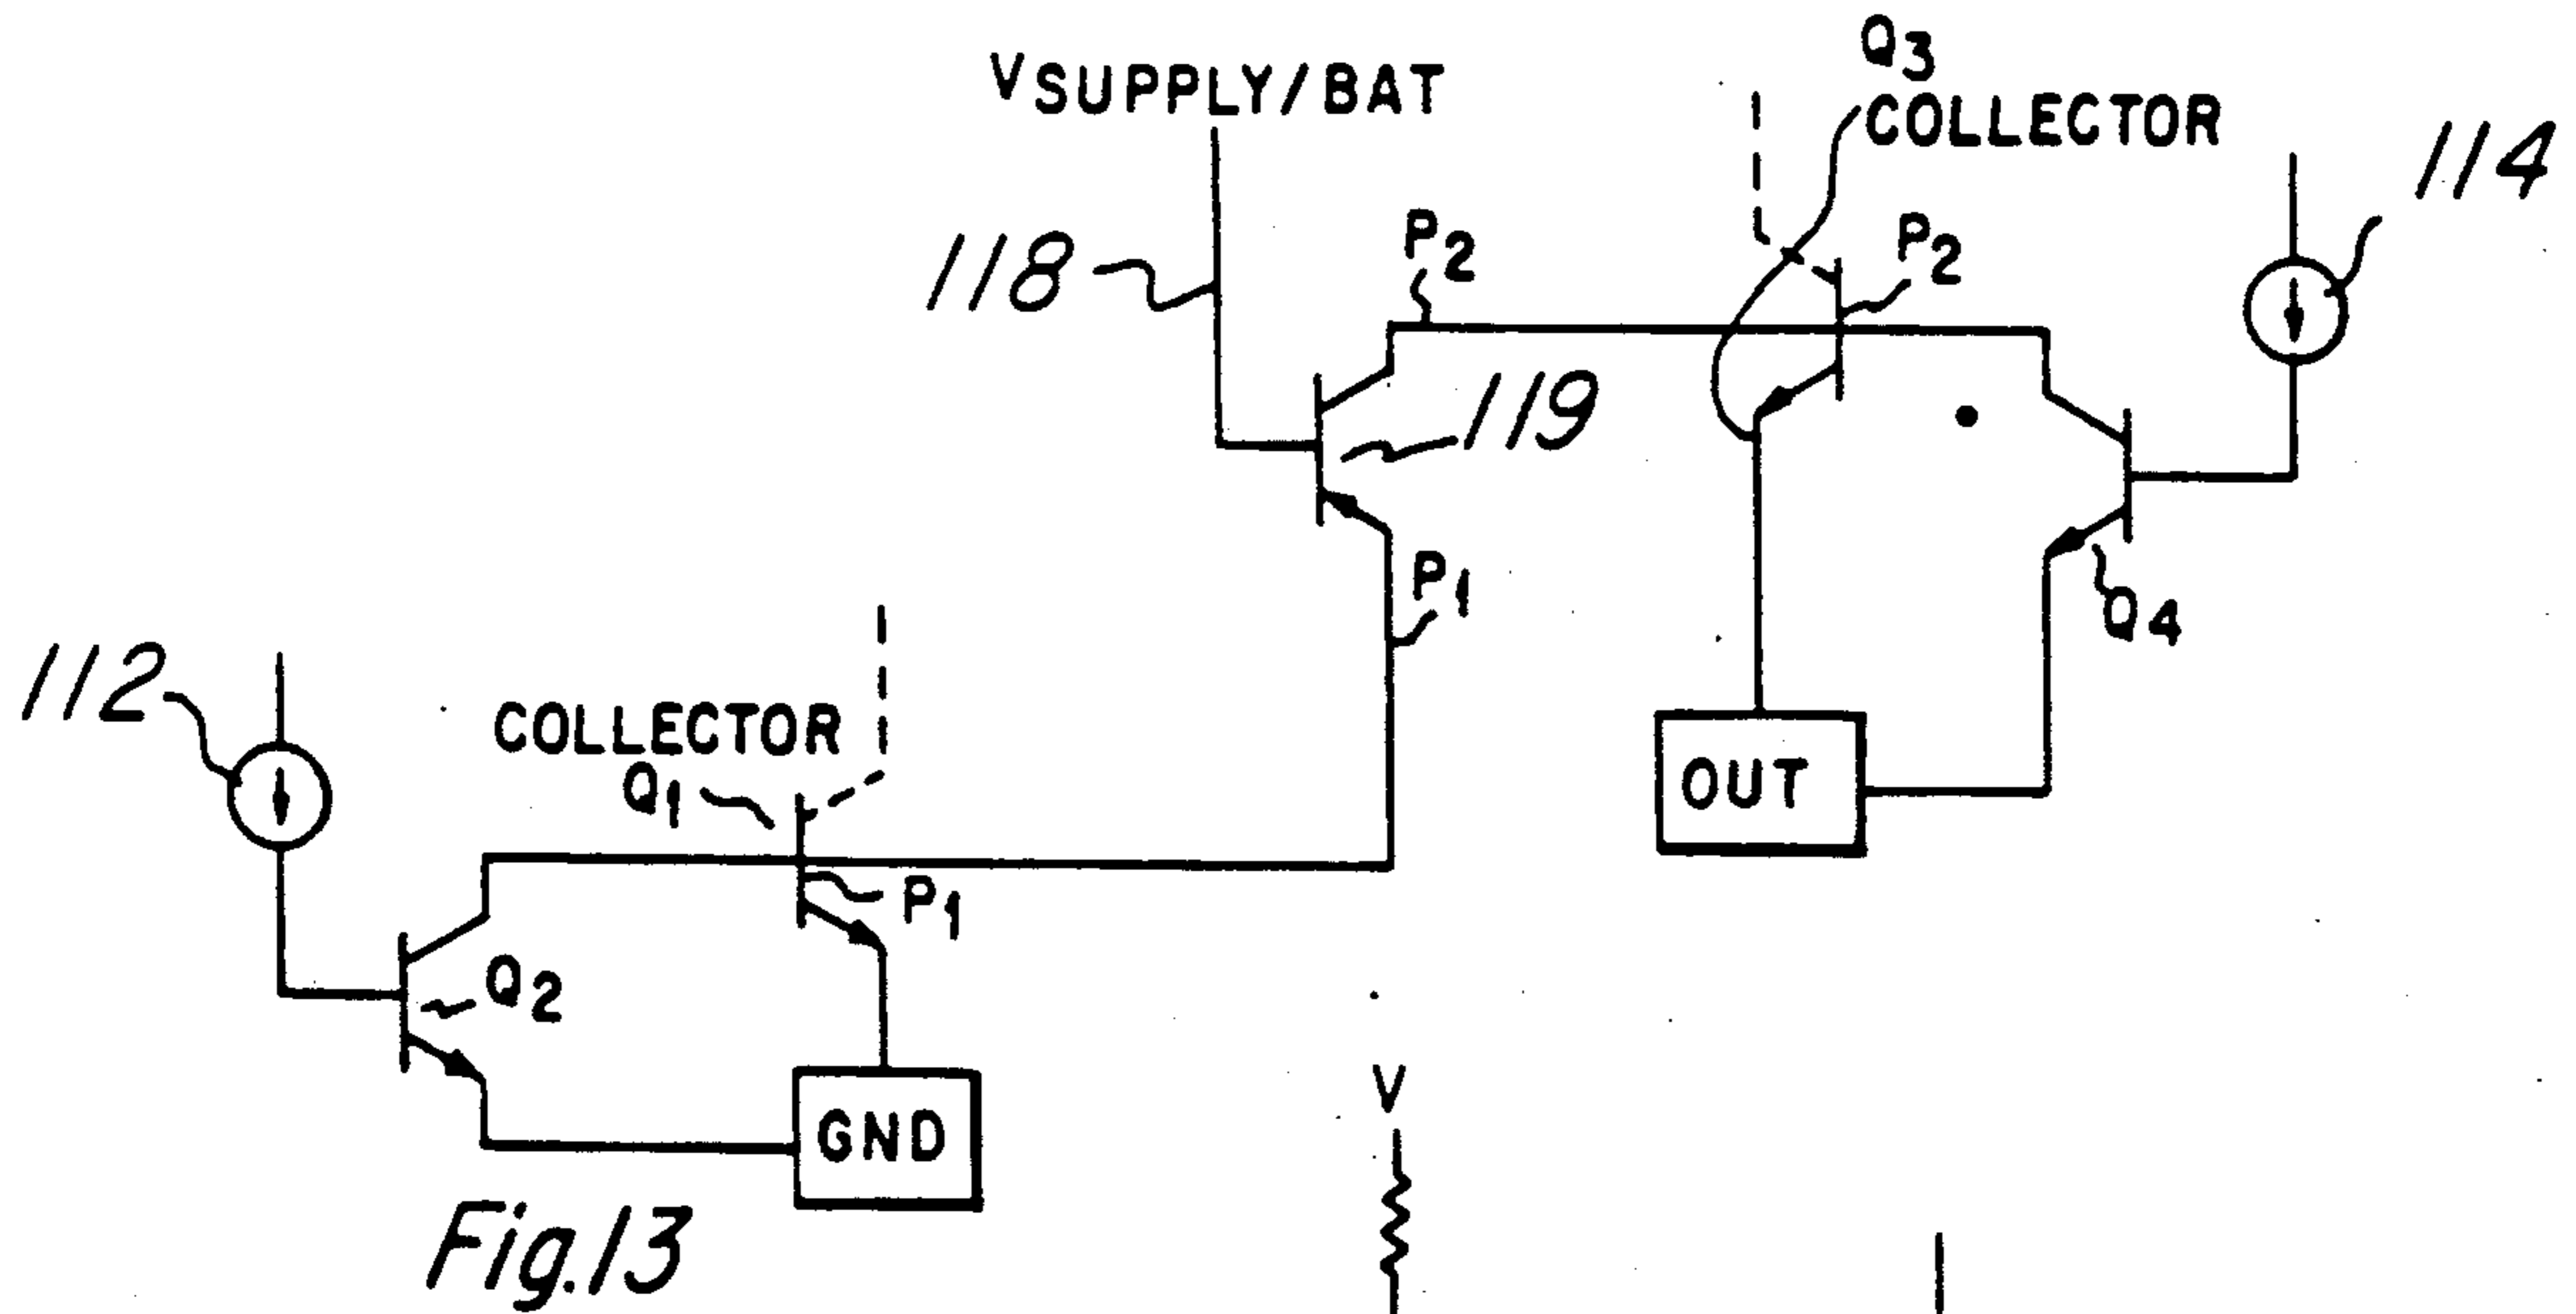 Q3
COLLECTOR
VSUPPLY/BAT
114
118
P2
P2
119
P1
Q4
112
COLLECTOR
Q1
OUT
P1
Q2
GND
V
Fig.13